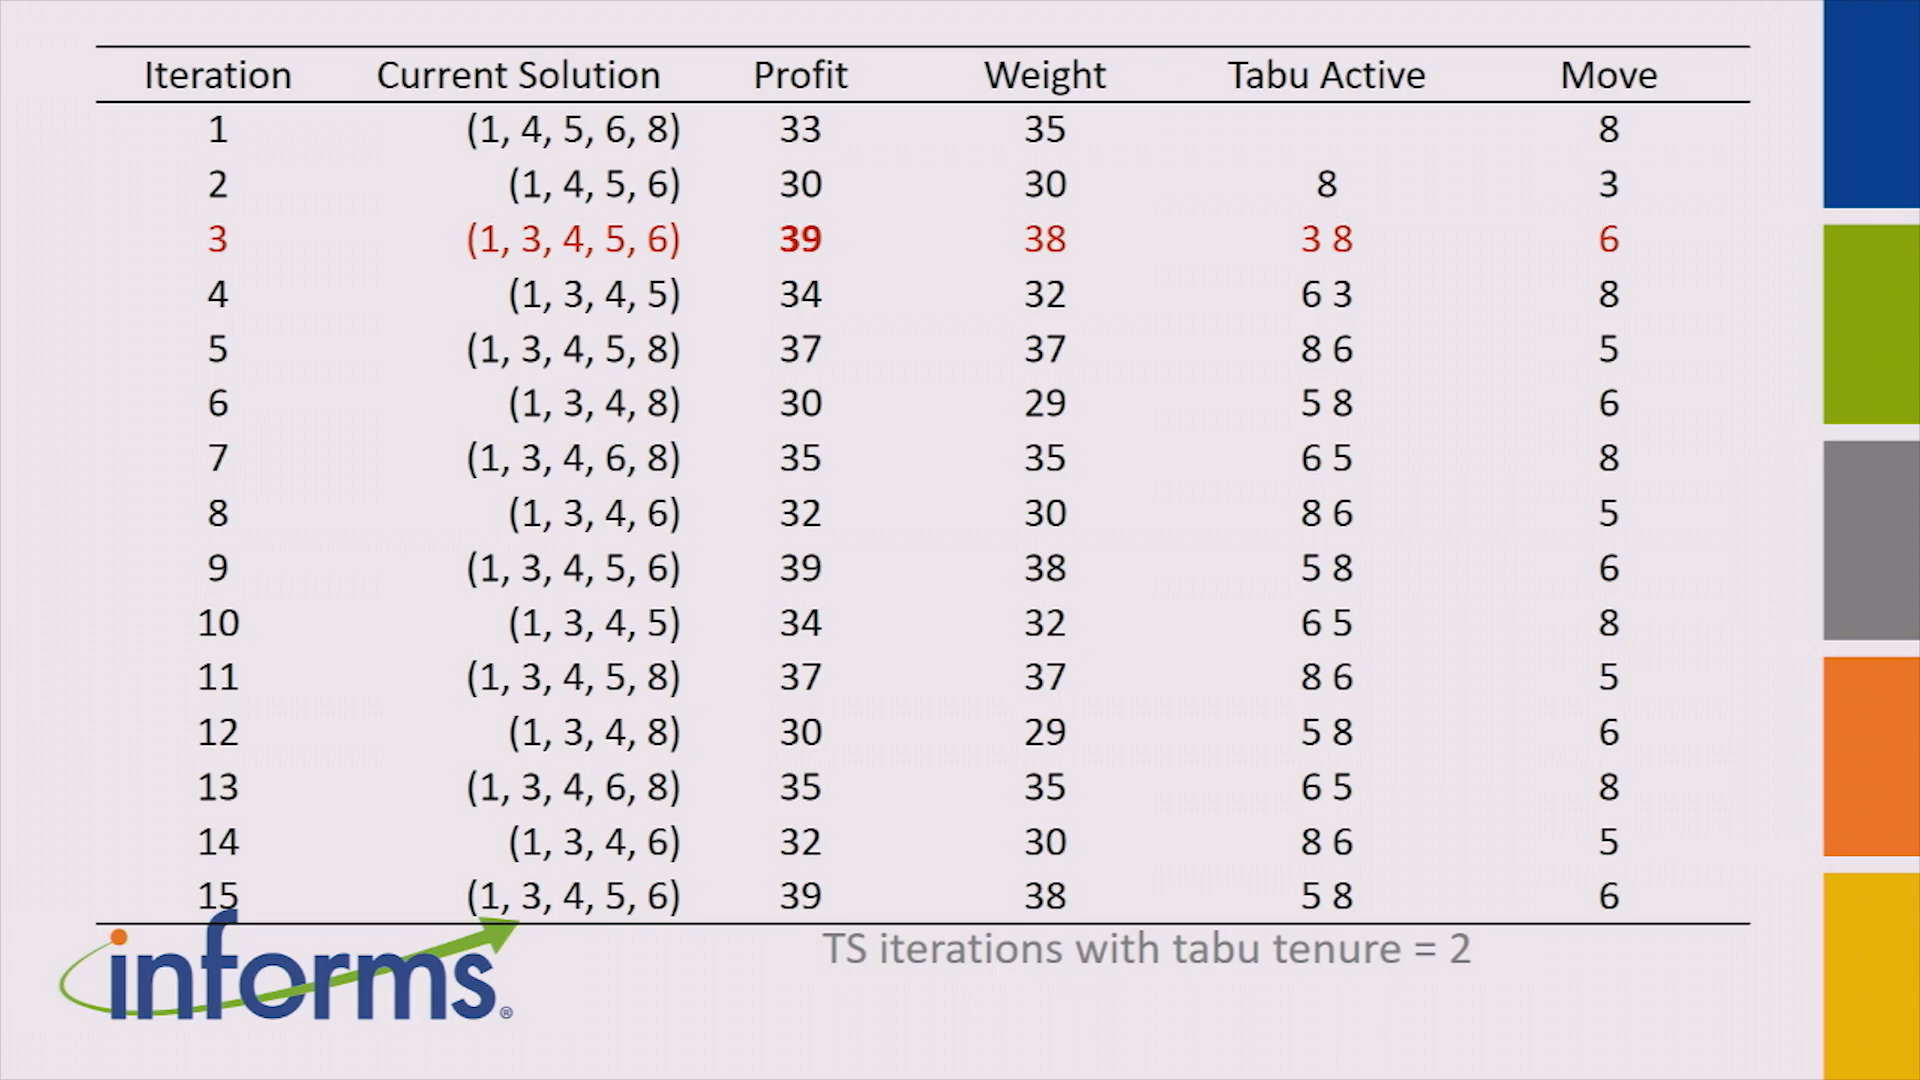 Iteration Current Solution Profit Weight Tabu Active Move
1 (1, 4, 5, 6, 8) 33 35 8
2 (1, 4, 5, 6) 30 30 8 3
3 (1, 3, 4, 5, 6) 39 38 3 8 6
4 (1, 3, 4, 5) 34 32 6 3 8
5 (1, 3, 4, 5, 8) 37 37 8 6 5
6 (1, 3, 4, 8) 30 29 5 8 6
7 (1, 3, 4, 6, 8) 35 35 6 5 8
8 (1, 3, 4, 6) 32 30 8 6 5
9 (1, 3, 4, 5, 6) 39 38 5 8 6
10 (1, 3, 4, 5) 34 32 6 5 8
11 (1, 3, 4, 5, 8) 37 37 8 6 5
12 (1, 3, 4, 8) 30 29 5 8 6
13 (1, 3, 4, 6, 8) 35 35 6 5 8
14 (1, 3, 4, 6) 32 30 8 6 5
15 (1, 3, 4, 5, 6) 39 38 5 8 6
TS iterations with tabu tenure = 2
informs®